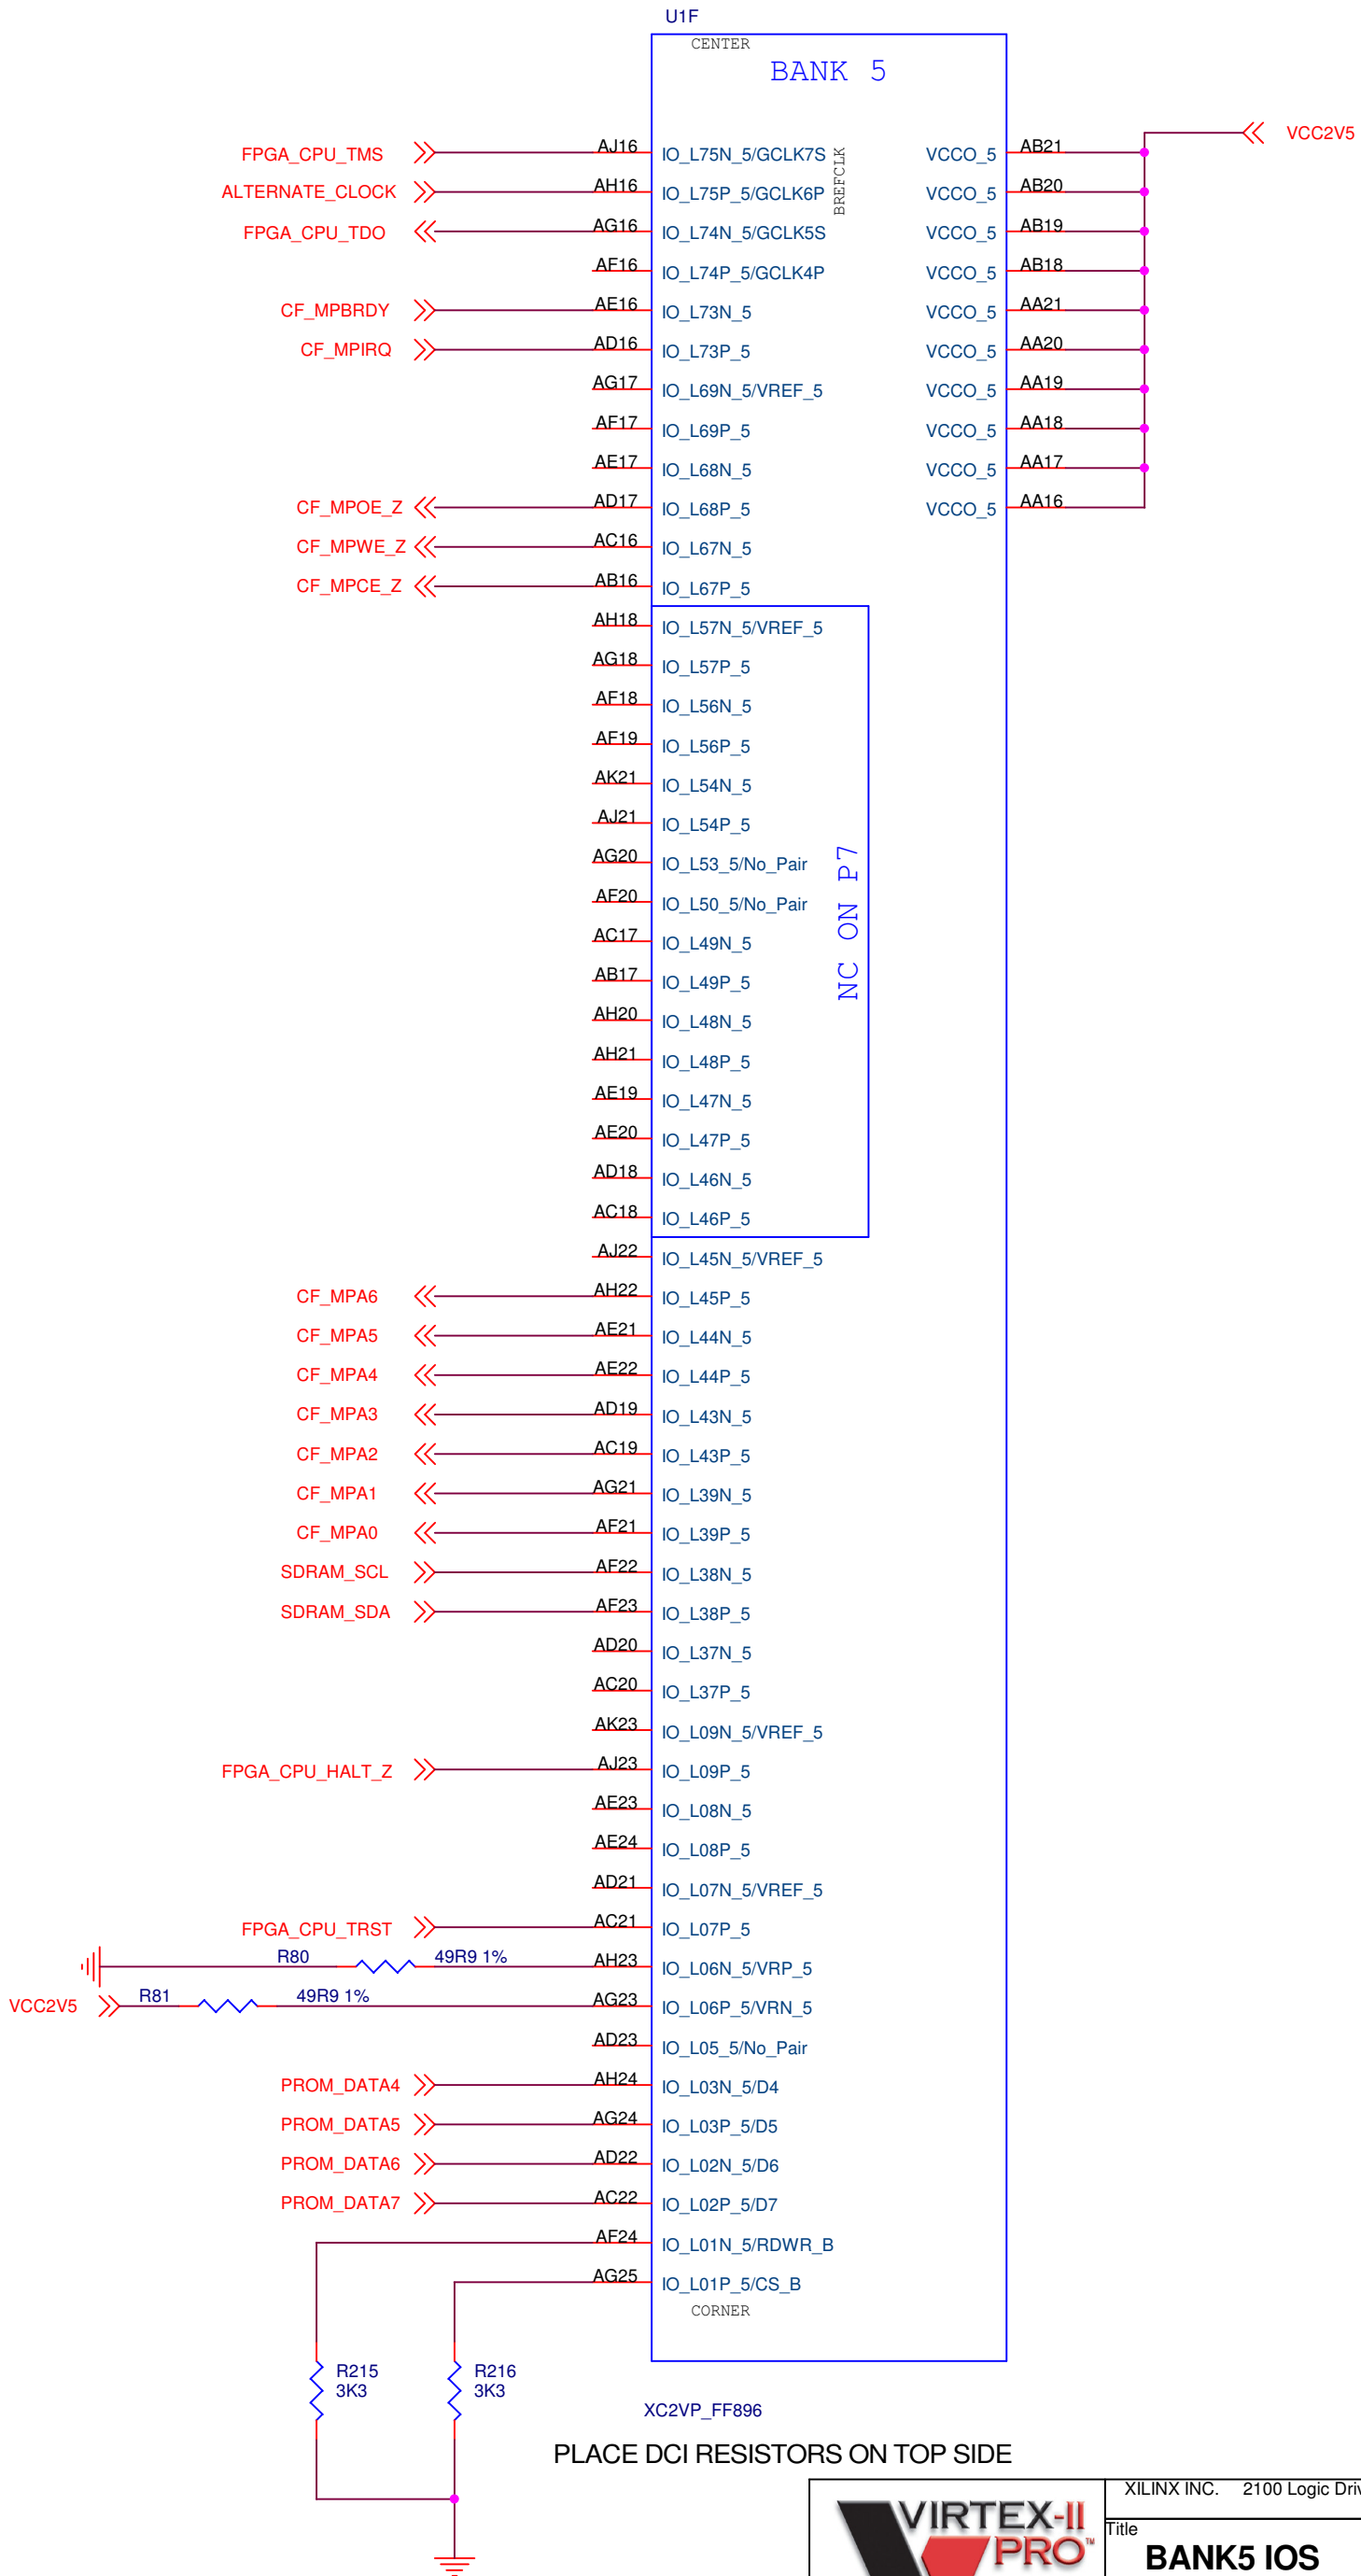 U1F
CENTER
BANK 5
BREFCLK
FPGA_CPU_TMS AJ16 IO_L75N_5/GCLK7S VCCO_5 AB21 VCC2V5
ALTERNATE_CLOCK AH16 IO_L75P_5/GCLK6P VCCO_5 AB20
FPGA_CPU_TDO AG16 IO_L74N_5/GCLK5S VCCO_5 AB19
AF16 IO_L74P_5/GCLK4P VCCO_5 AB18
CF_MPBRDY AE16 IO_L73N_5 VCCO_5 AA21
CF_MPIRQ AD16 IO_L73P_5 VCCO_5 AA20
AG17 IO_L69N_5/VREF_5 VCCO_5 AA19
AF17 IO_L69P_5 VCCO_5 AA18
AE17 IO_L68N_5 VCCO_5 AA17
CF_MPOE_Z AD17 IO_L68P_5 VCCO_5 AA16
CF_MPWE_Z AC16 IO_L67N_5
CF_MPCE_Z AB16 IO_L67P_5
AH18 IO_L57N_5/VREF_5
AG18 IO_L57P_5
AF18 IO_L56N_5
AF19 IO_L56P_5
AK21 IO_L54N_5
AJ21 IO_L54P_5
AG20 IO_L53_5/No_Pair
AF20 IO_L50_5/No_Pair
NC ON P7
AC17 IO_L49N_5
AB17 IO_L49P_5
AH20 IO_L48N_5
AH21 IO_L48P_5
AE19 IO_L47N_5
AE20 IO_L47P_5
AD18 IO_L46N_5
AC18 IO_L46P_5
AJ22 IO_L45N_5/VREF_5
CF_MPA6 AH22 IO_L45P_5
CF_MPA5 AE21 IO_L44N_5
CF_MPA4 AE22 IO_L44P_5
CF_MPA3 AD19 IO_L43N_5
CF_MPA2 AC19 IO_L43P_5
CF_MPA1 AG21 IO_L39N_5
CF_MPA0 AF21 IO_L39P_5
SDRAM_SCL AF22 IO_L38N_5
SDRAM_SDA AF23 IO_L38P_5
AD20 IO_L37N_5
AC20 IO_L37P_5
AK23 IO_L09N_5/VREF_5
FPGA_CPU_HALT_Z AJ23 IO_L09P_5
AE23 IO_L08N_5
AE24 IO_L08P_5
AD21 IO_L07N_5/VREF_5
FPGA_CPU_TRST AC21 IO_L07P_5
R80 49R9 1% AH23 IO_L06N_5/VRP_5
VCC2V5 R81 49R9 1% AG23 IO_L06P_5/VRN_5
AD23 IO_L05_5/No_Pair
PROM_DATA4 AH24 IO_L03N_5/D4
PROM_DATA5 AG24 IO_L03P_5/D5
PROM_DATA6 AD22 IO_L02N_5/D6
PROM_DATA7 AC22 IO_L02P_5/D7
AF24 IO_L01N_5/RDWR_B
AG25 IO_L01P_5/CS_B
CORNER
R215 R216
3K3 3K3
XC2VP_FF896
PLACE DCI RESISTORS ON TOP SIDE
XILINX INC. 2100 Logic Driv
VIRTEX-II
PRO™
Title
BANK5 IOS